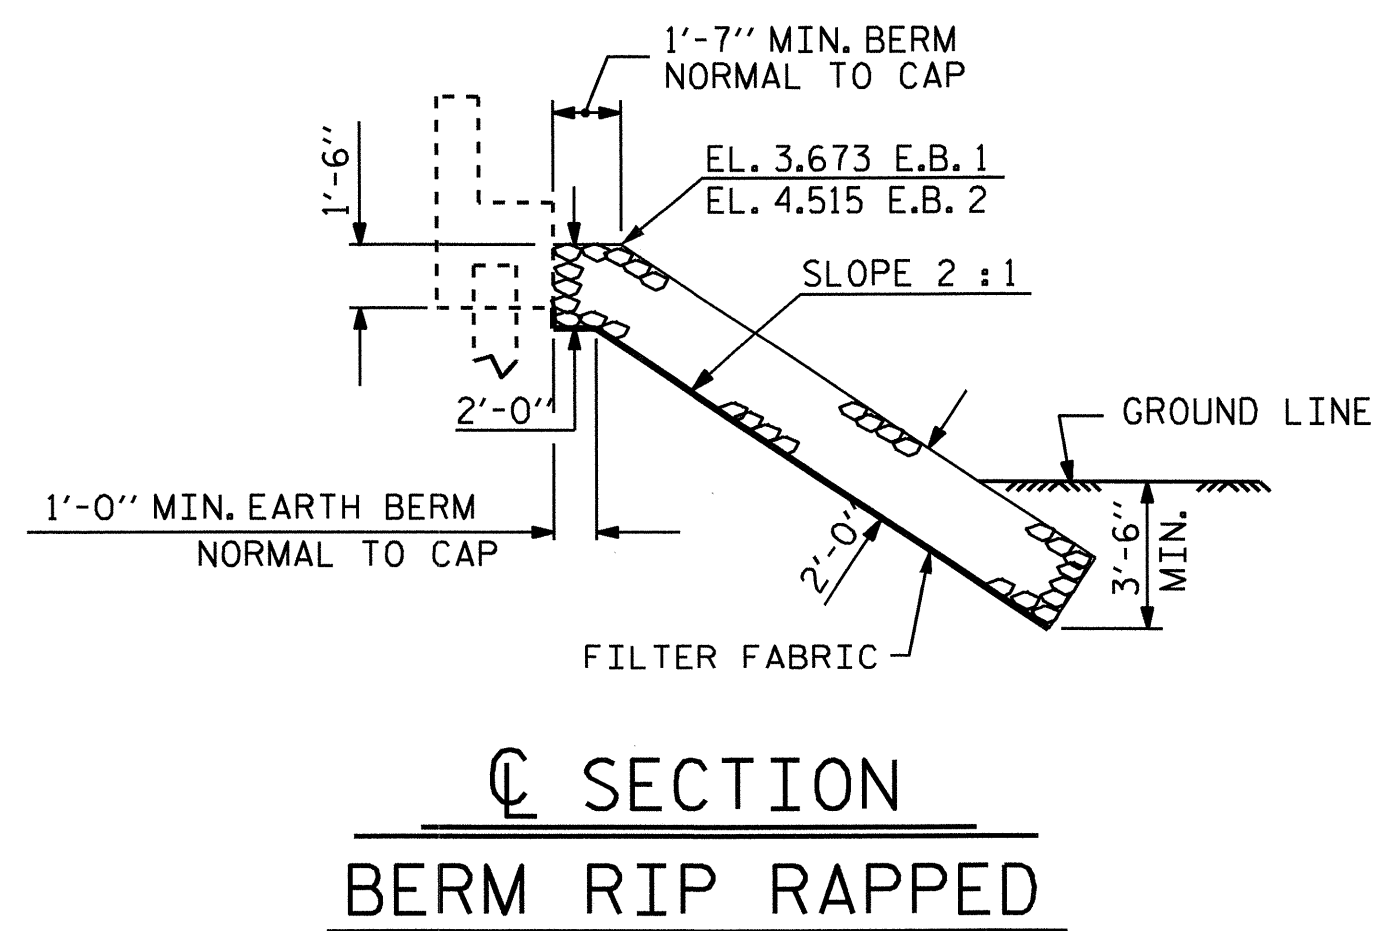 1'-7" MIN. BERM
NORMAL TO CAP
1'-6"
EL. 3.673 E.B. 1
EL. 4.515 E.B. 2
SLOPE 2 : 1
2'-0"
GROUND LINE
1'-0" MIN. EARTH BERM
NORMAL TO CAP
2'-0"
3'-6"
MIN.
FILTER FABRIC
℄ SECTION
BERM RIP RAPPED